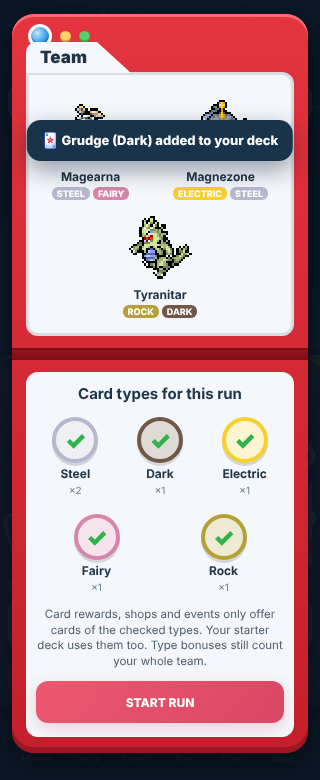 Team
Grudge (Dark) added to your deck
Magearna
Magnezone
STEEL FAIRY
ELECTRIC STEEL
Tyranitar
ROCK DARK
Card types for this run
Steel
Dark
Electric
×2
×1
×1
Fairy
Rock
×1
×1
Card rewards, shops and events only offer
cards of the checked types. Your starter
deck uses them too. Type bonuses still count
your whole team.
START RUN